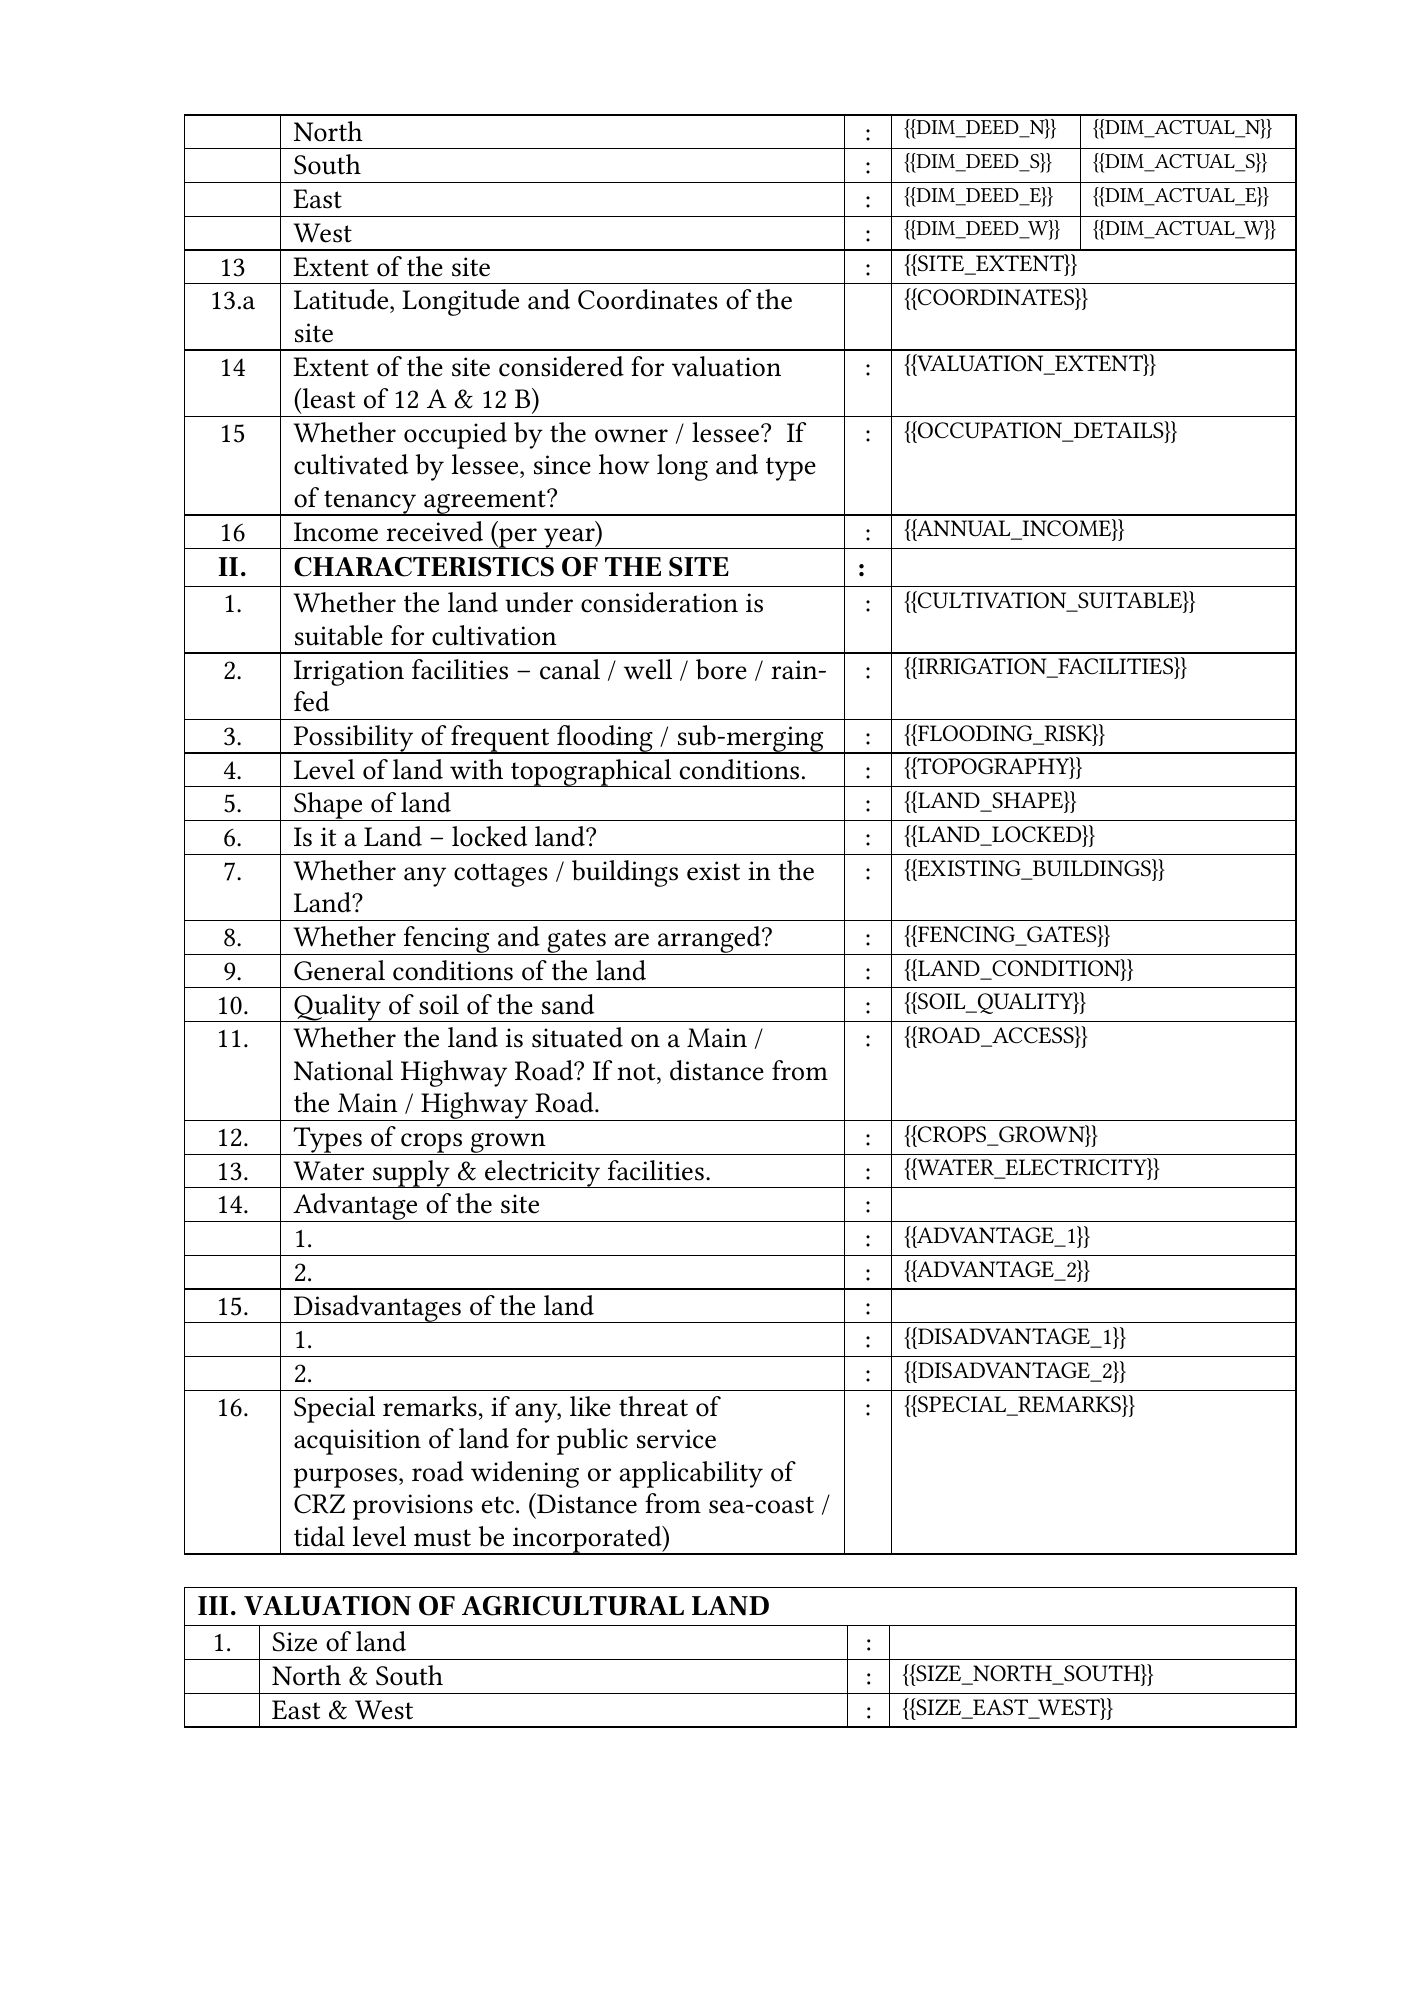 North : {{DIM_DEED_N}} {{DIM_ACTUAL_N}}
South : {{DIM_DEED_S}} {{DIM_ACTUAL_S}}
East : {{DIM_DEED_E}} {{DIM_ACTUAL_E}}
West : {{DIM_DEED_W}} {{DIM_ACTUAL_W}}
13 Extent of the site : {{SITE_EXTENT}}
13.a Latitude, Longitude and Coordinates of the {{COORDINATES}}
site
14 Extent of the site considered for valuation : {{VALUATION_EXTENT}}
(least of 12 A & 12 B)
15 Whether occupied by the owner / lessee?  If : {{OCCUPATION_DETAILS}}
cultivated by lessee, since how long and type
of tenancy agreement?
16 Income received (per year) : {{ANNUAL_INCOME}}
II. CHARACTERISTICS OF THE SITE :
1. Whether the land under consideration is : {{CULTIVATION_SUITABLE}}
suitable for cultivation
2. Irrigation facilities – canal / well / bore / rain- : {{IRRIGATION_FACILITIES}}
fed
3. Possibility of frequent flooding / sub-merging : {{FLOODING_RISK}}
4. Level of land with topographical conditions. : {{TOPOGRAPHY}}
5. Shape of land : {{LAND_SHAPE}}
6. Is it a Land – locked land? : {{LAND_LOCKED}}
7. Whether any cottages / buildings exist in the : {{EXISTING_BUILDINGS}}
Land?
8. Whether fencing and gates are arranged? : {{FENCING_GATES}}
9. General conditions of the land : {{LAND_CONDITION}}
10. Quality of soil of the sand : {{SOIL_QUALITY}}
11. Whether the land is situated on a Main / : {{ROAD_ACCESS}}
National Highway Road? If not, distance from
the Main / Highway Road.
12. Types of crops grown : {{CROPS_GROWN}}
13. Water supply & electricity facilities. : {{WATER_ELECTRICITY}}
14. Advantage of the site :
1. : {{ADVANTAGE_1}}
2. : {{ADVANTAGE_2}}
15. Disadvantages of the land :
1. : {{DISADVANTAGE_1}}
2. : {{DISADVANTAGE_2}}
16. Special remarks, if any, like threat of : {{SPECIAL_REMARKS}}
acquisition of land for public service
purposes, road widening or applicability of
CRZ provisions etc. (Distance from sea-coast /
tidal level must be incorporated)
III. VALUATION OF AGRICULTURAL LAND
1. Size of land :
North & South : {{SIZE_NORTH_SOUTH}}
East & West : {{SIZE_EAST_WEST}}